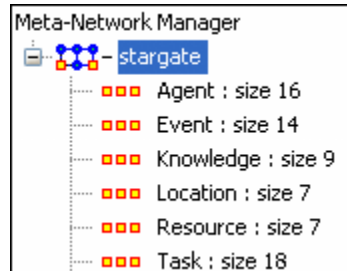 Meta-Network Manager
stargate
Agent : size 16
Event : size 14
Knowledge : size 9
Location : size 7
Resource : size 7
Task : size 18